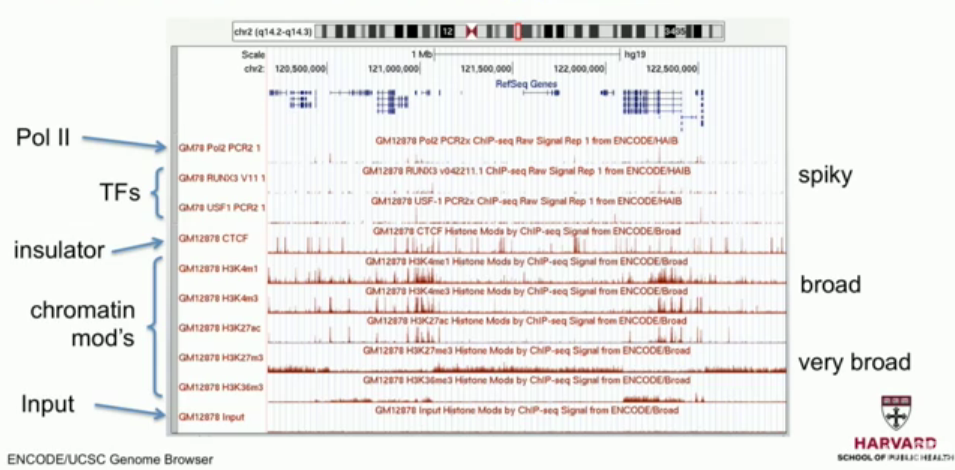 chr2 (q14.2-q14.3) 12
Scale 1 Mb hg19
chr2: 120,500,000 121,000,000 121,500,000 122,000,000 122,500,000
RefSeq Genes
Pol II
GM12878 Pol2 PCR2x ChIP-seq Raw Signal Rep 1 from ENCODE/HAIB
GM78 Pol2 PCR2 1
GM12878 RUNX3 v042211.1 ChIP-seq Raw Signal Rep 1 from ENCODE/HAIB
spiky
GM78 RUNX3 V11 1
TFs
GM12878 USF-1 PCR2x ChIP-seq Raw Signal Rep 1 from ENCODE/HAIB
GM78 USF1 PCR2 1
GM12878 CTCF Histone Mods by ChIP-seq Signal from ENCODE/Broad
insulator
GM12878 CTCF
GM12878 H3K4me1 Histone Mods by ChIP-seq Signal from ENCODE/Broad
GM12878 H3K4m1
broad
GM12878 H3K4me3 Histone Mods by ChIP-seq Signal from ENCODE/Broad
GM12878 H3K4m3
chromatin
mod's
GM12878 H3K27ac Histone Mods by ChIP-seq Signal from ENCODE/Broad
GM12878 H3K27ac
GM12878 H3K27me3 Histone Mods by ChIP-seq Signal from ENCODE/Broad
GM12878 H3K27m3
very broad
GM12878 H3K36me3 Histone Mods by ChIP-seq Signal from ENCODE/Broad
GM12878 H3K36m3
Input
GM12878 Input Histone Mods by ChIP-seq Signal from ENCODE/Broad
GM12878 Input
HARVARD
SCHOOL OF PUBLIC HEALTH
ENCODE/UCSC Genome Browser